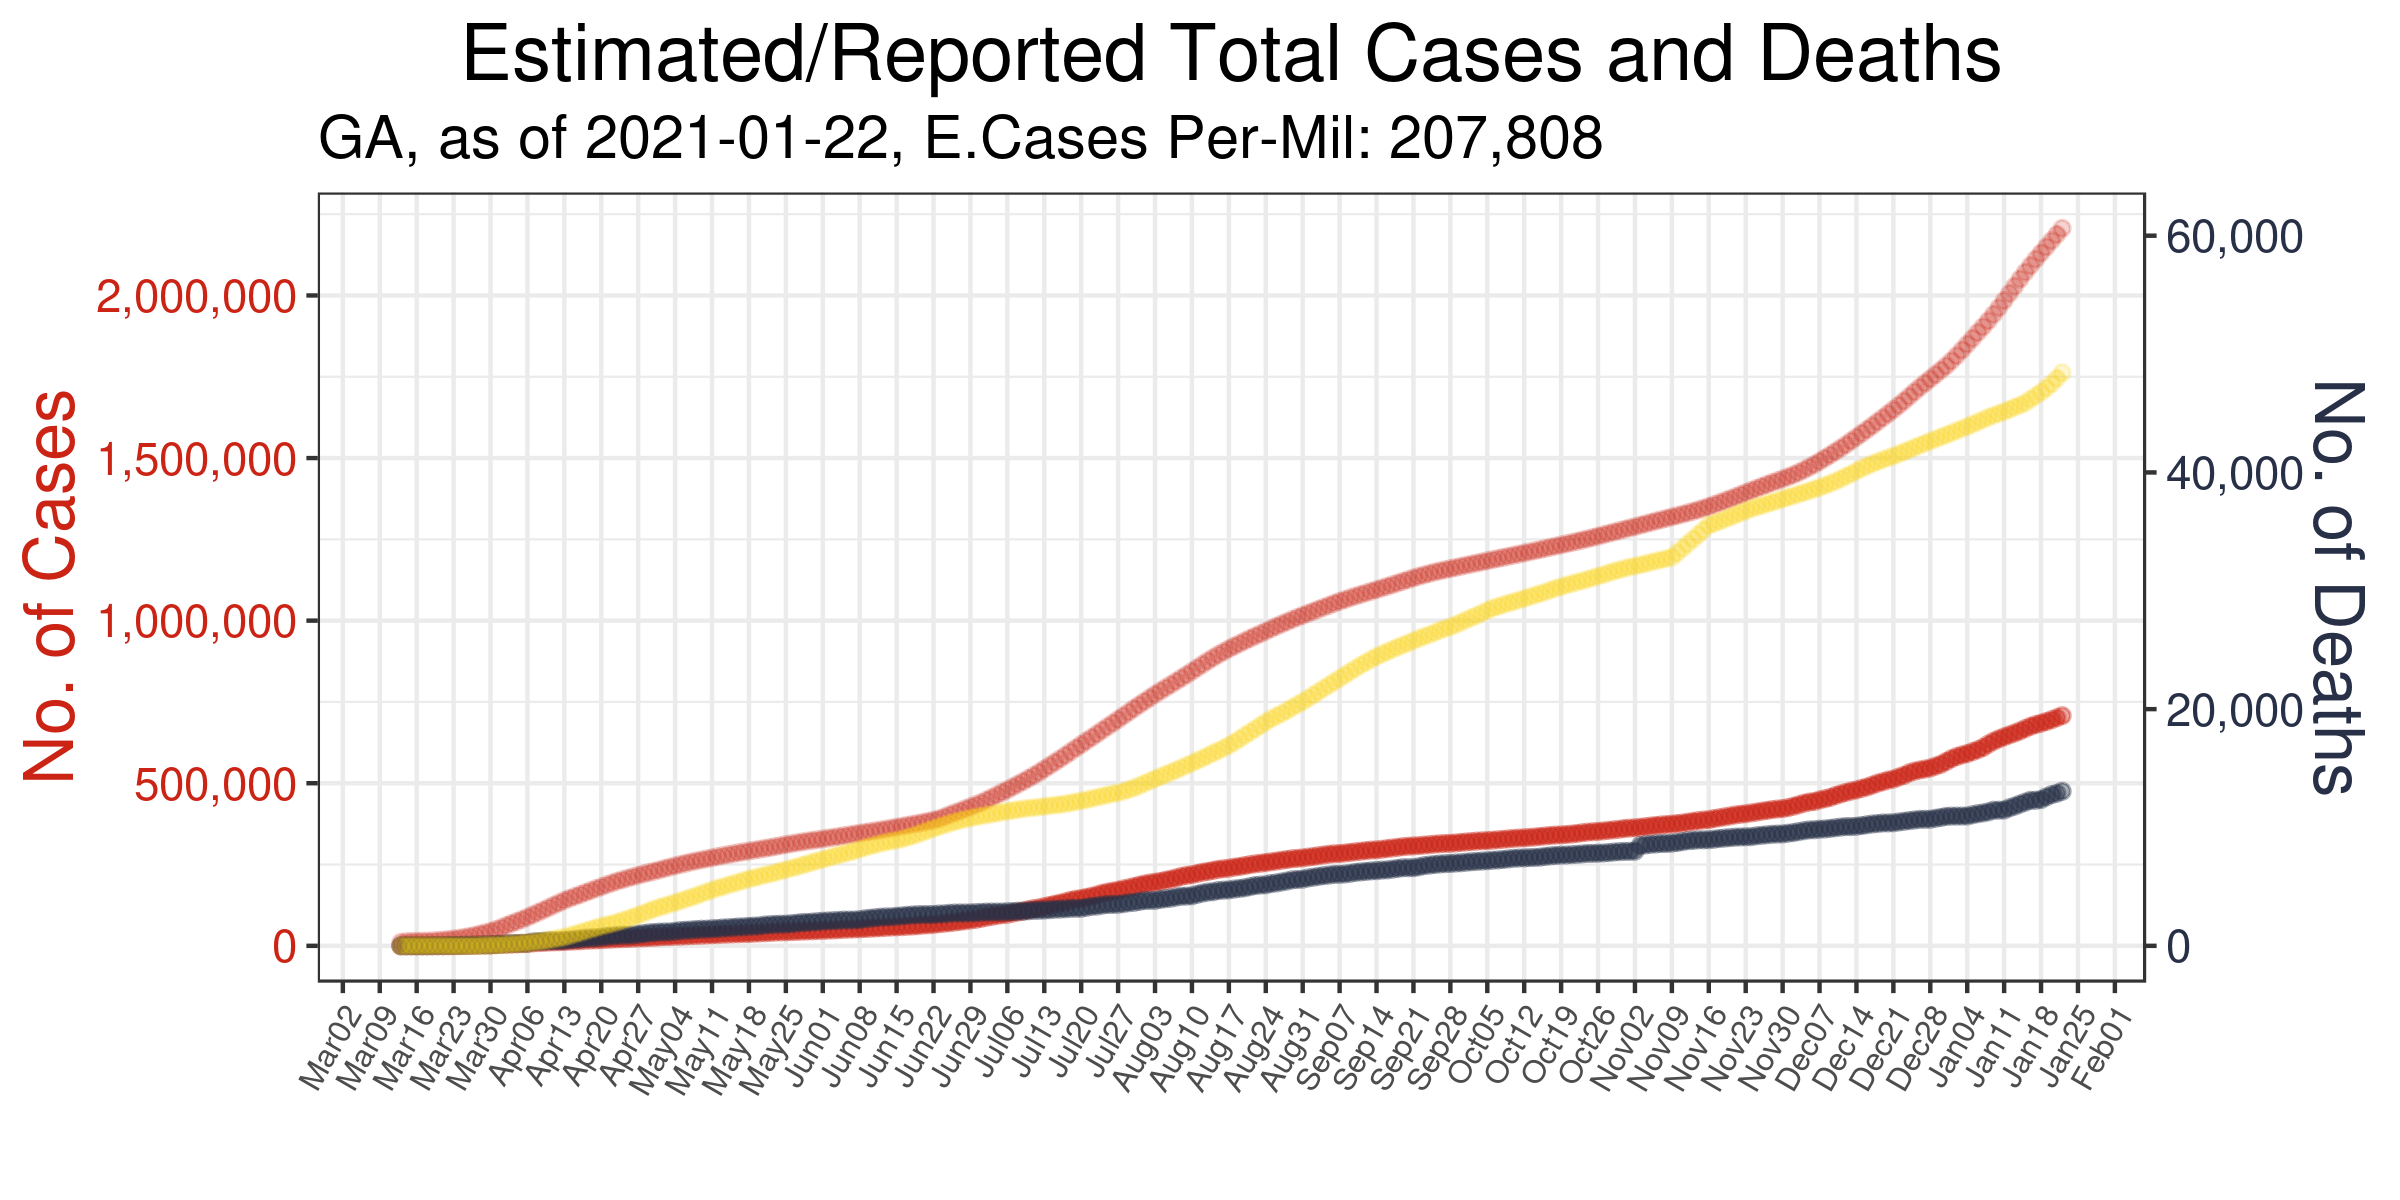 Estimated/Reported Total Cases and Deaths
GA, as of 2021-01-22, E.Cases Per-Mil: 207,808
No. of Cases
2,000,000
1,500,000
1,000,000
500,000
0
60,000
40,000
20,000
0
No. of Deaths
Mar02
Mar09
Mar16
Mar23
Mar30
Apr06
Apr13
Apr20
Apr27
May04
May11
May18
May25
Jun01
Jun08
Jun15
Jun22
Jun29
Jul06
Jul13
Jul20
Jul27
Aug03
Aug10
Aug17
Aug24
Aug31
Sep07
Sep14
Sep21
Sep28
Oct05
Oct12
Oct19
Oct26
Nov02
Nov09
Nov16
Nov23
Nov30
Dec07
Dec14
Dec21
Dec28
Jan04
Jan11
Jan18
Jan25
Feb01